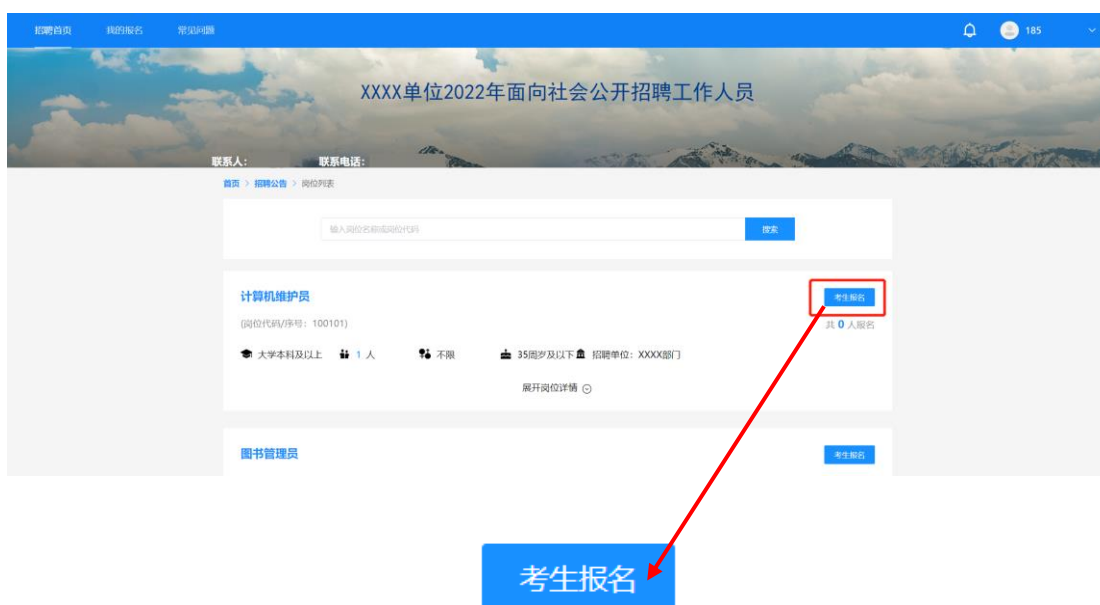 招聘首页 我的报名 常见问题 185
XXXX单位2022年面向社会公开招聘工作人员
联系人： 联系电话：
首页 > 招聘公告 > 岗位列表
输入岗位名称或岗位代码 搜索
计算机维护员 考生报名
(岗位代码/序号：100101) 共 0 人报名
大学本科及以上 1 人 不限 35周岁及以下 招聘单位：XXXX部门
展开岗位详情
图书管理员 考生报名
考生报名